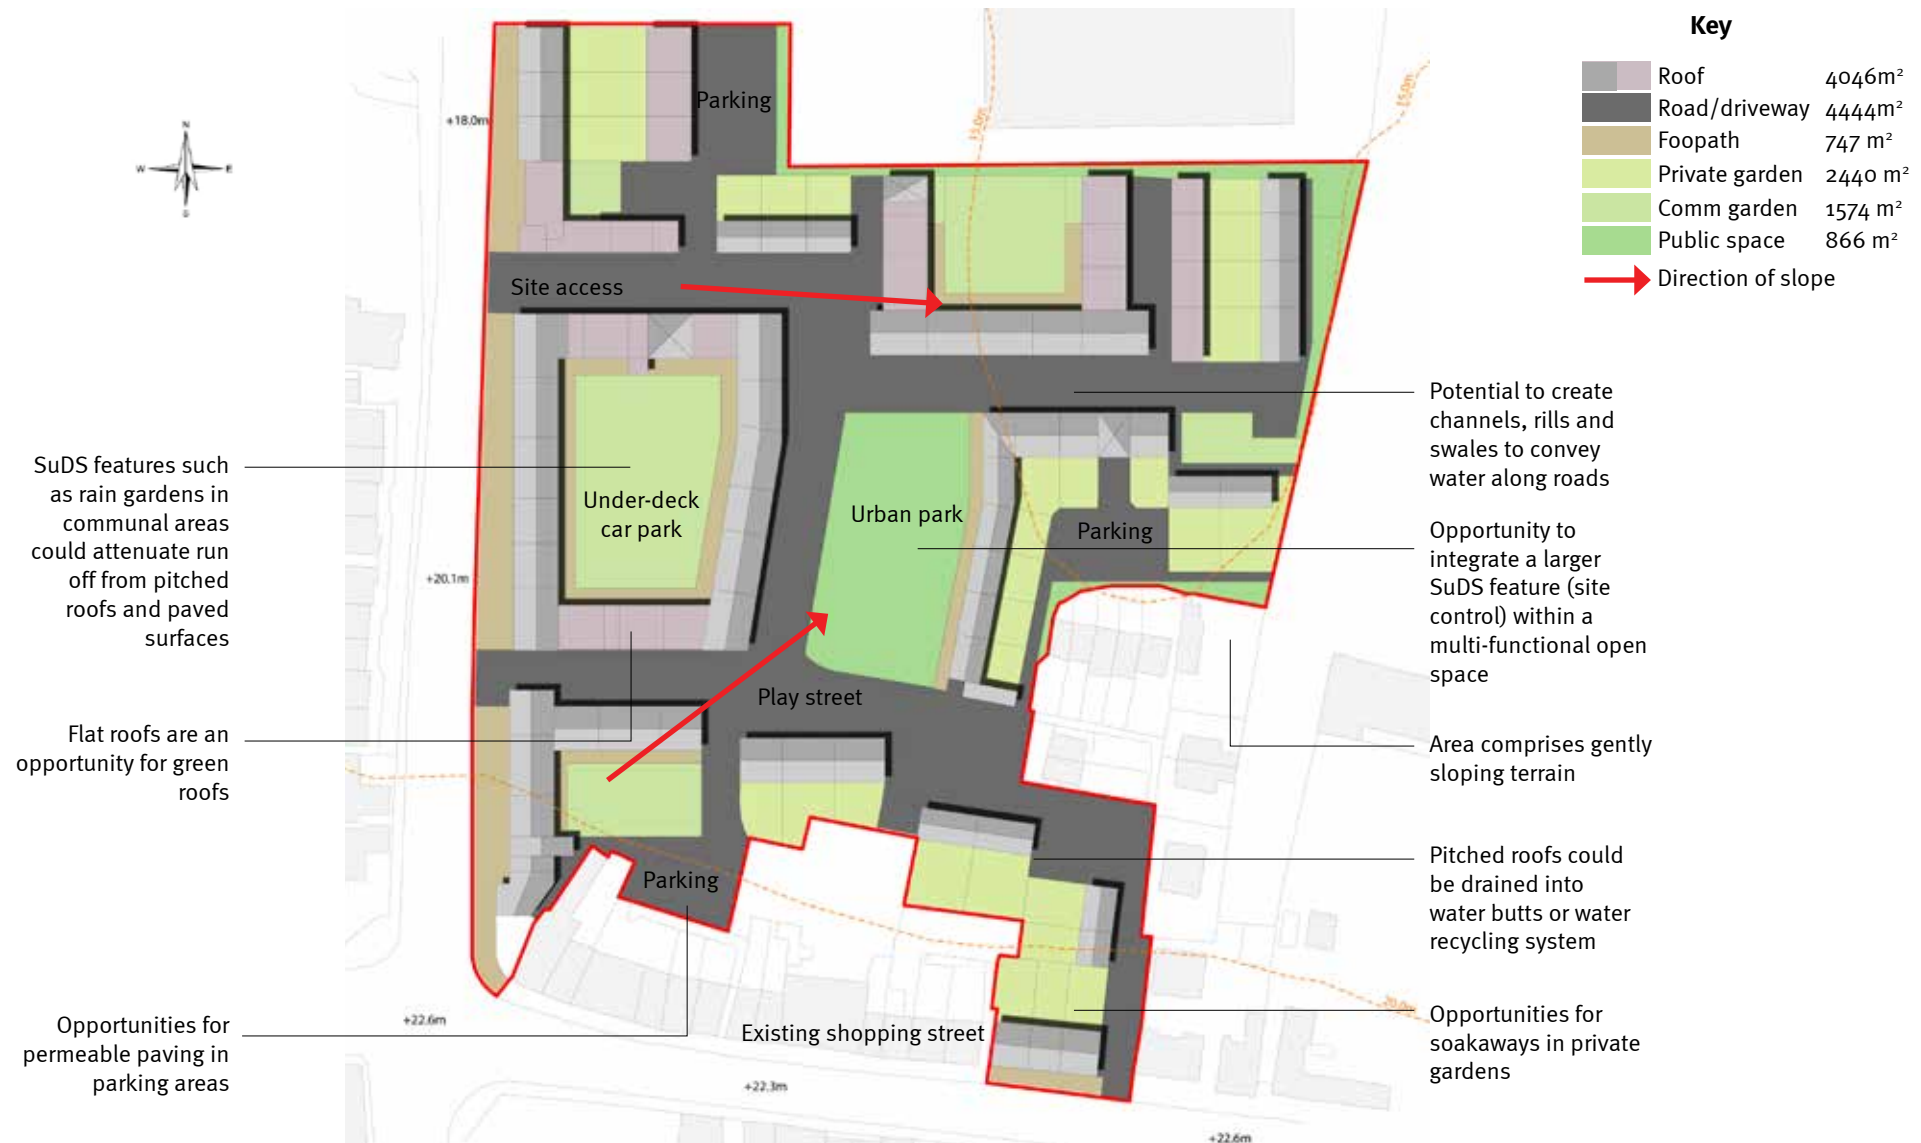 Key
Roof 4046m²
Road/driveway 4444m²
Foopath 747 m²
Private garden 2440 m²
Comm garden 1574 m²
Public space 866 m²
Direction of slope
N
W E
S
+18.0m
15.0m
15.0m
Parking
Site access
Potential to create
channels, rills and
swales to convey
water along roads
SuDS features such
as rain gardens in
communal areas
could attenuate run
off from pitched
roofs and paved
surfaces
Under-deck
car park
Urban park
Parking
Opportunity to
integrate a larger
SuDS feature (site
control) within a
multi-functional open
space
+20.1m
Play street
Flat roofs are an
opportunity for green
roofs
Area comprises gently
sloping terrain
Parking
Pitched roofs could
be drained into
water butts or water
recycling system
20.0m
+22.6m
Existing shopping street
Opportunities for
permeable paving in
parking areas
Opportunities for
soakaways in private
gardens
+22.3m
+22.6m